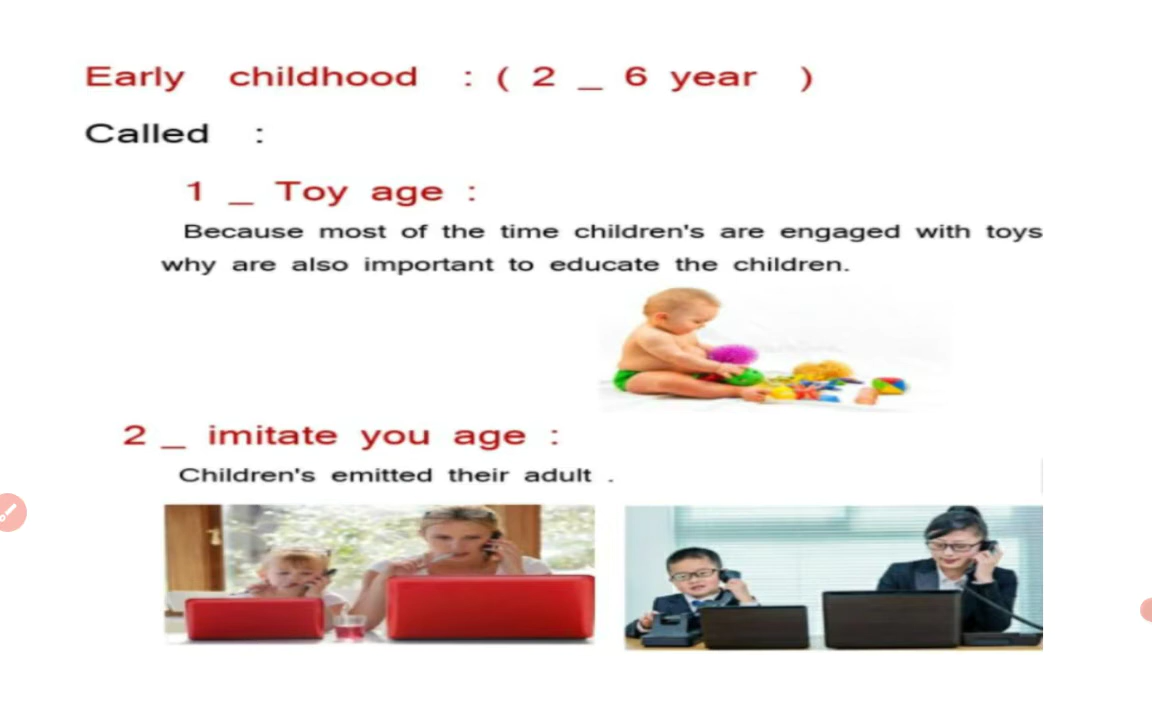 Early childhood : ( 2 _ 6 year )
Called :
1 _ Toy age :
Because most of the time children's are engaged with toys
why are also important to educate the children.
2 _ imitate you age :
Children's emitted their adult .